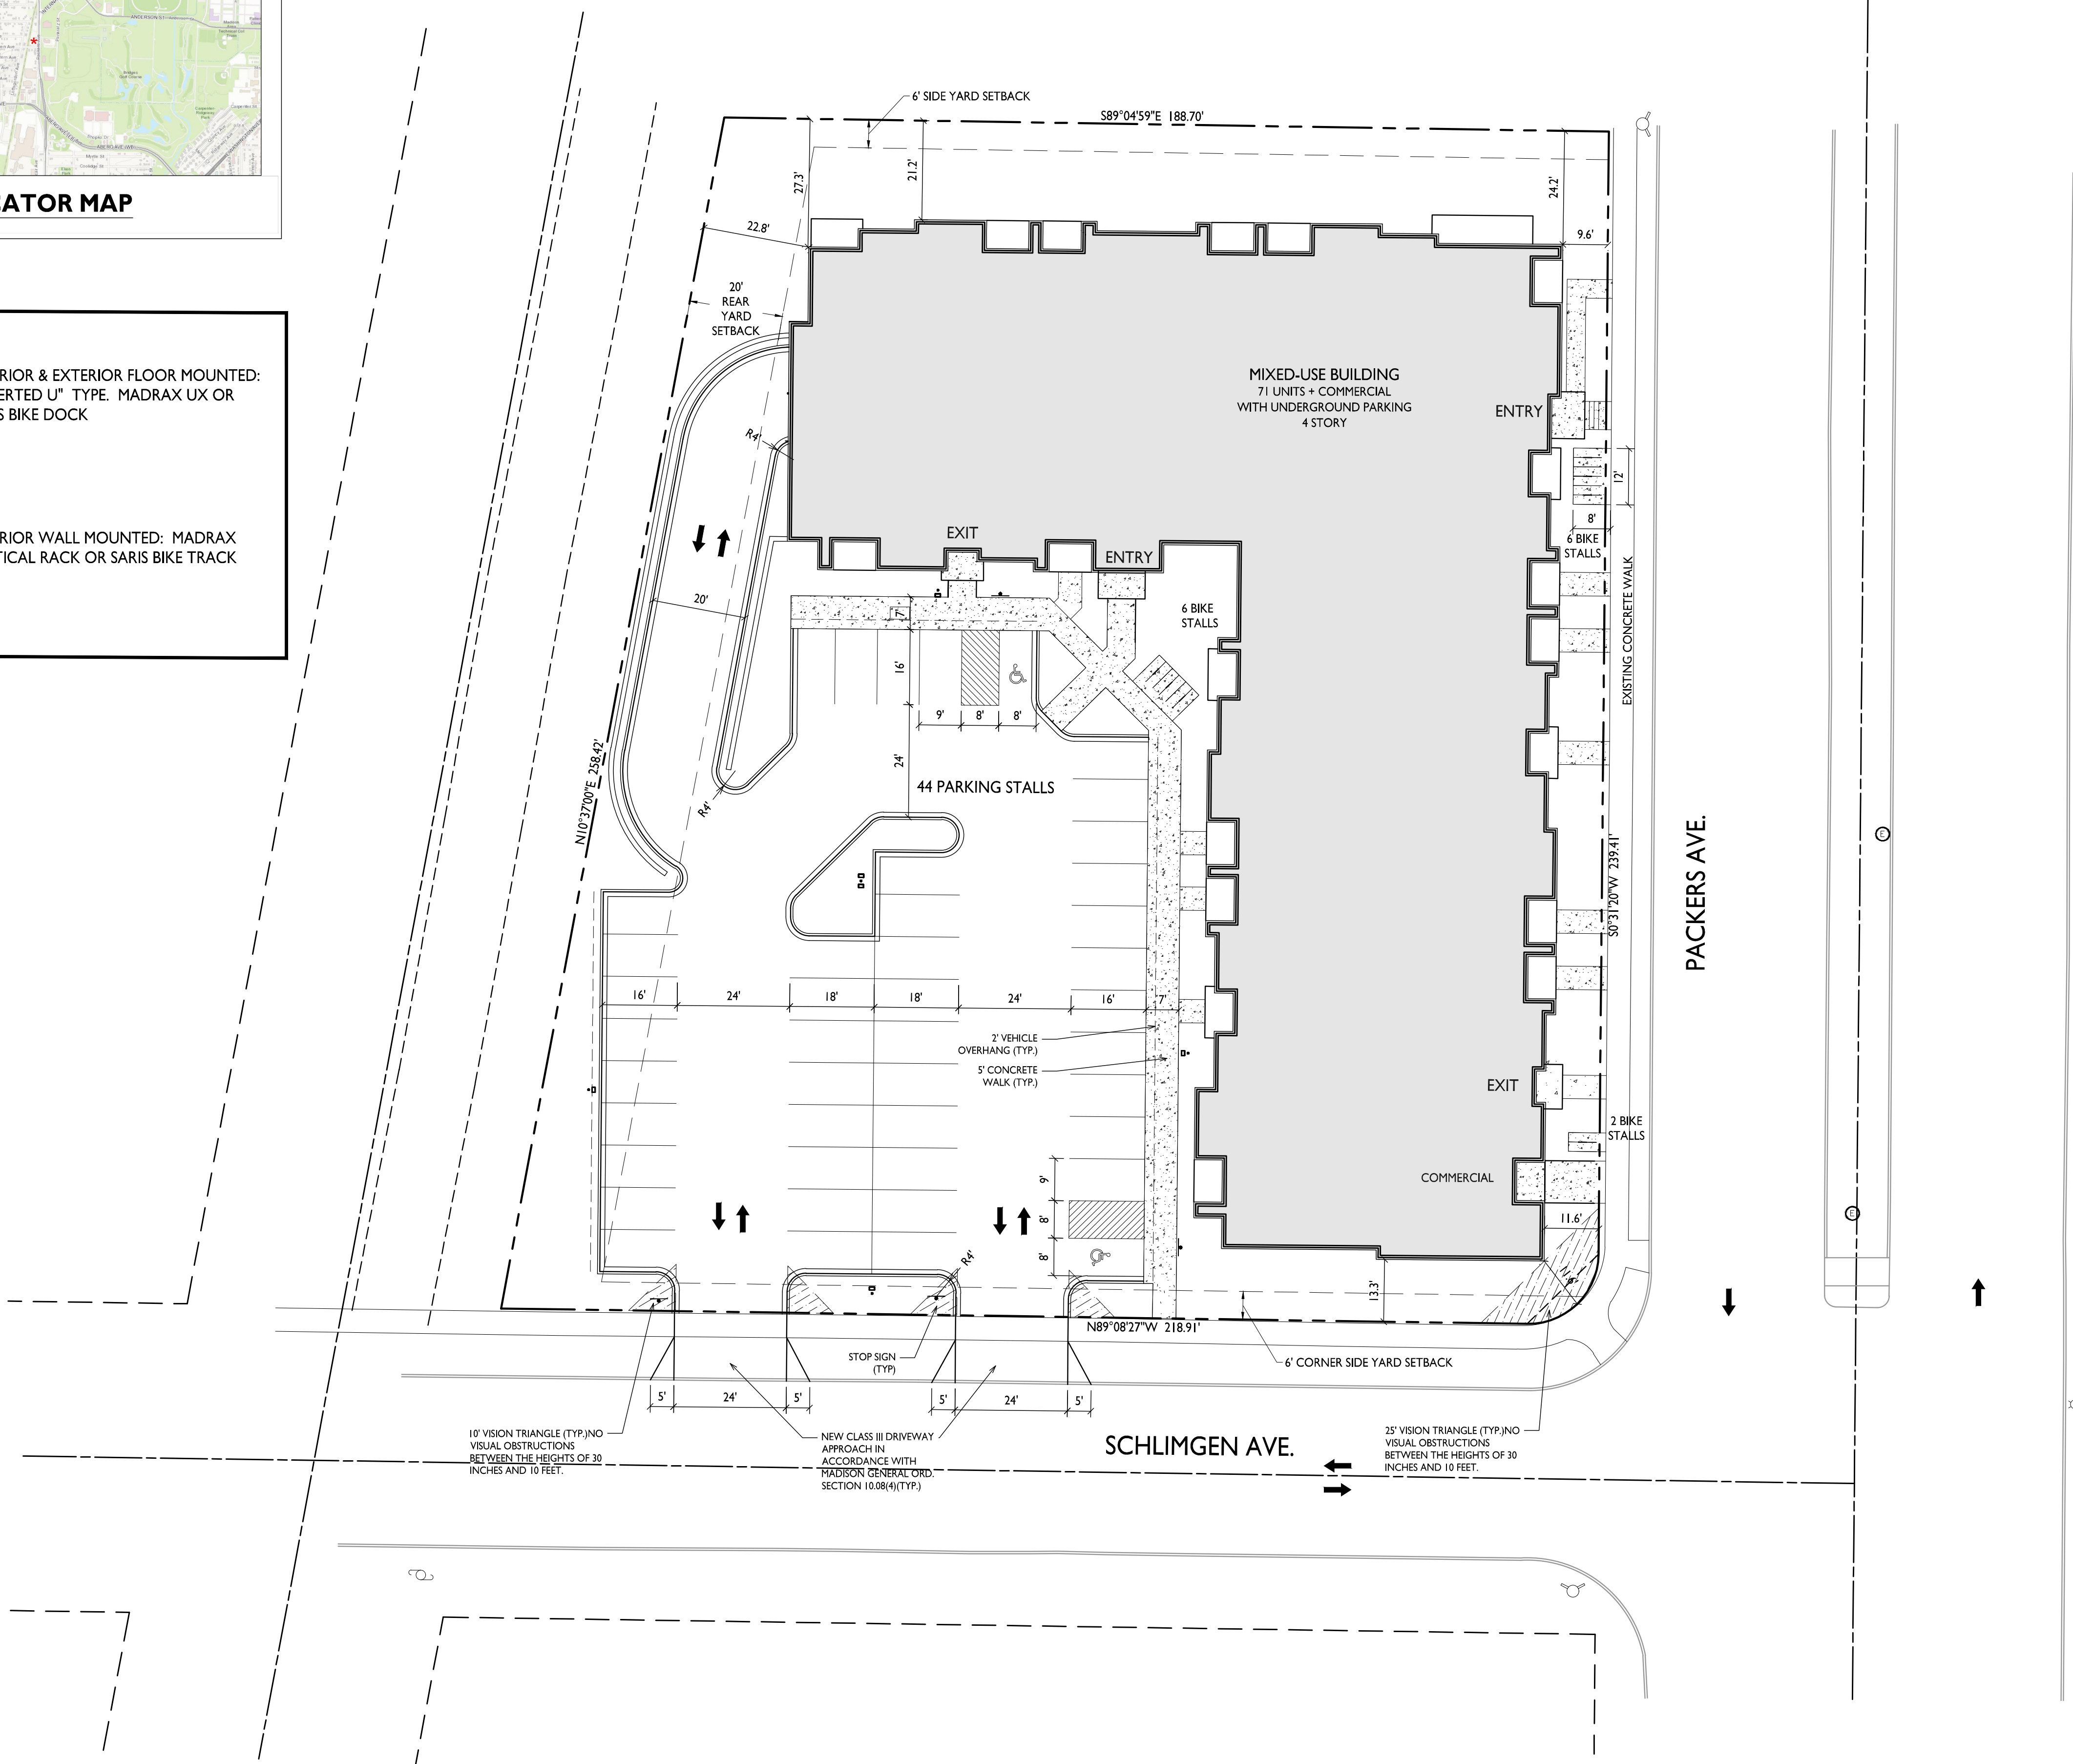 ANDERSON ST
ABERG AVE
CATOR MAP
RIOR & EXTERIOR FLOOR MOUNTED:
ERTED U" TYPE. MADRAX UX OR
S BIKE DOCK
RIOR WALL MOUNTED: MADRAX
TICAL RACK OR SARIS BIKE TRACK
6' SIDE YARD SETBACK
S89°04'59"E 188.70'
27.3'
21.2'
24.2'
22.8'
9.6'
20'
REAR
YARD
SETBACK
MIXED-USE BUILDING
71 UNITS + COMMERCIAL
WITH UNDERGROUND PARKING
4 STORY
ENTRY
R4'
12'
8'
6 BIKE
STALLS
EXIT
ENTRY
EXISTING CONCRETE WALK
20'
7'
6 BIKE
STALLS
16'
9'
8'
8'
24'
N10°37'00"E 258.42'
44 PARKING STALLS
R4'
PACKERS AVE.
E
S0°31'20"W 239.41'
16'
24'
18'
18'
24'
16'
7'
2' VEHICLE
OVERHANG (TYP.)
5' CONCRETE
WALK (TYP.)
EXIT
2 BIKE
STALLS
COMMERCIAL
9'
8'
8'
11.6'
E
R4'
13.3'
N89°08'27"W 218.91'
STOP SIGN
(TYP)
6' CORNER SIDE YARD SETBACK
5'
24'
5'
5'
24'
5'
10' VISION TRIANGLE (TYP.)NO
VISUAL OBSTRUCTIONS
BETWEEN THE HEIGHTS OF 30
INCHES AND 10 FEET.
NEW CLASS III DRIVEWAY
APPROACH IN
ACCORDANCE WITH
MADISON GENERAL ORD.
SECTION 10.08(4)(TYP.)
SCHLIMGEN AVE.
25' VISION TRIANGLE (TYP.)NO
VISUAL OBSTRUCTIONS
BETWEEN THE HEIGHTS OF 30
INCHES AND 10 FEET.